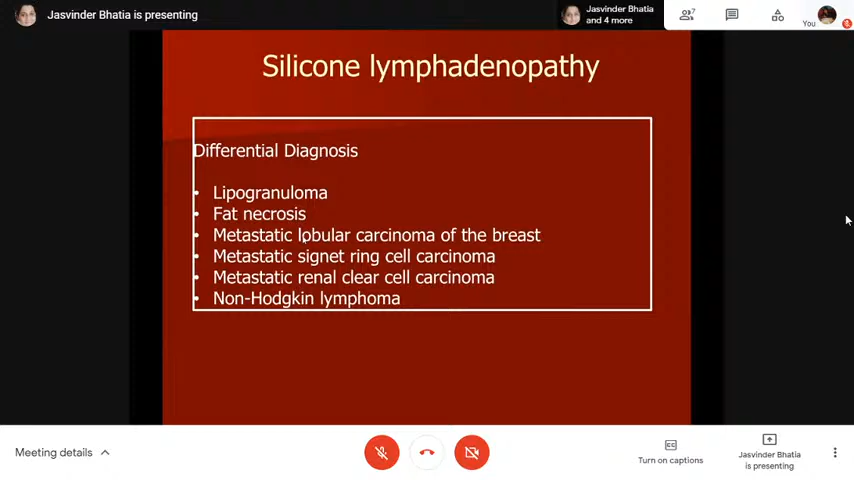 Jasvinder Bhatia is presenting
Jasvinder Bhatia
and 4 more
7
You
Silicone lymphadenopathy
Differential Diagnosis
• Lipogranuloma
• Fat necrosis
• Metastatic lobular carcinoma of the breast
• Metastatic signet ring cell carcinoma
• Metastatic renal clear cell carcinoma
• Non-Hodgkin lymphoma
Meeting details
CC
Turn on captions
Jasvinder Bhatia
is presenting